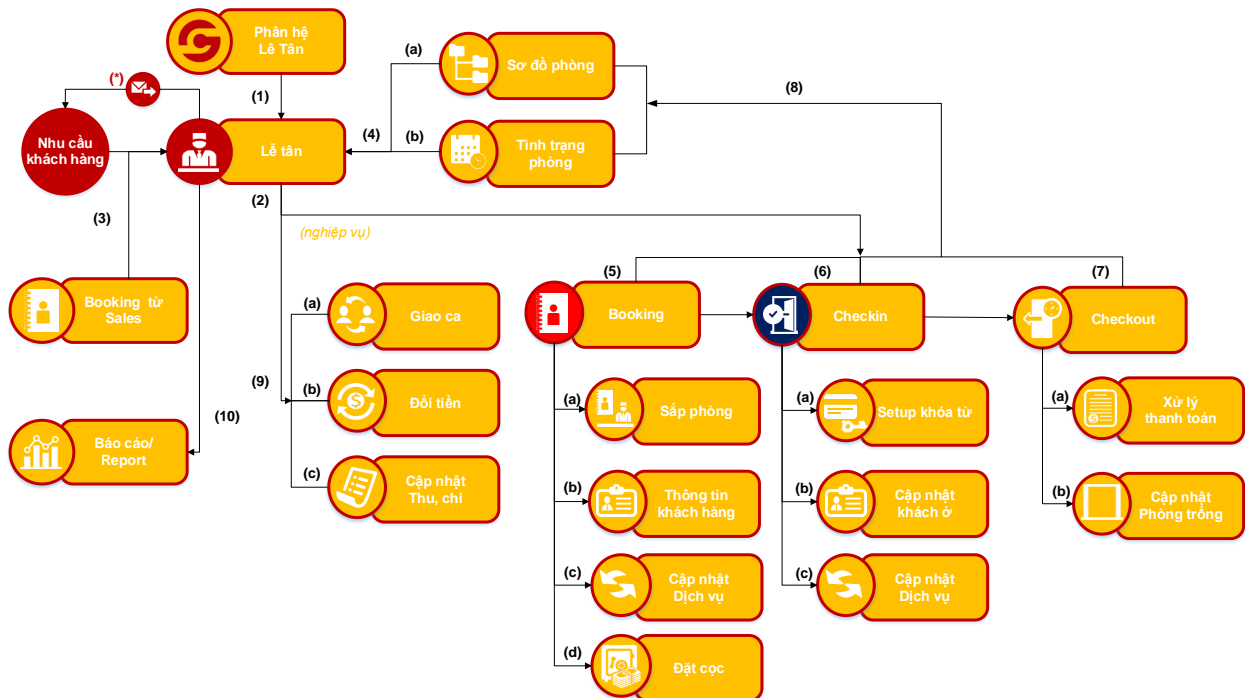 Phân hệ
Lê Tân
(1)
(a)
Sơ đồ phòng
(8)
(*)
Nhu cầu
khách hàng
Lễ tân
(4)
(b)
Tình trạng
phòng
(2)
(3)
(nghiệp vụ)
Booking từ
Sales
(5)
(6)
(7)
Booking
Checkin
Checkout
(a)
Giao ca
(9)
(b)
Đổi tiền
(c)
Cập nhật
Thu, chi
(10)
Báo cáo/
Report
(a)
Sắp phòng
(b)
Thông tin
khách hàng
(c)
Cập nhật
Dịch vụ
(d)
Đặt cọc
(a)
Setup khóa từ
(b)
Cập nhật
khách ở
(c)
Cập nhật
Dịch vụ
(a)
Xử lý
thanh toán
(b)
Cập nhật
Phòng trống